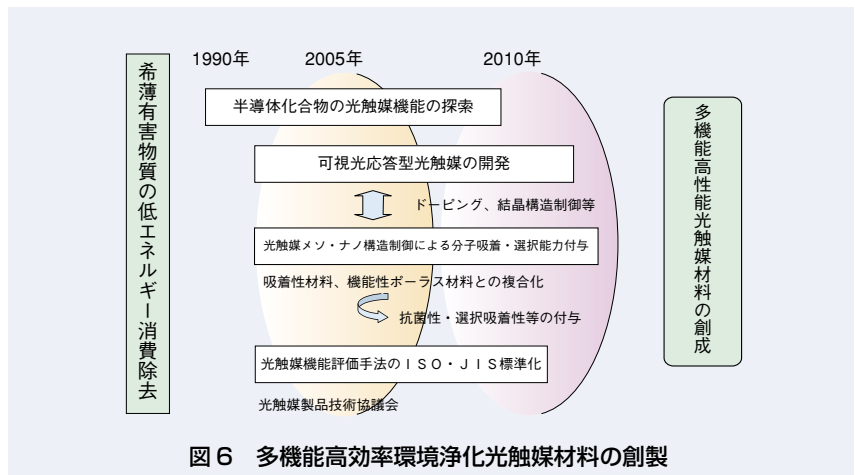 1990年 2005年 2010年
希薄有害物質の低エネルギー消費除去
半導体化合物の光触媒機能の探索
可視光応答型光触媒の開発
ドーピング、結晶構造制御等
光触媒メソ・ナノ構造制御による分子吸着・選択能力付与
吸着性材料、機能性ポーラス材料との複合化
抗菌性・選択吸着性等の付与
光触媒機能評価手法のＩＳＯ・ＪＩＳ標準化
光触媒製品技術協議会
多機能高性能光触媒材料の創成
図６　多機能高効率環境浄化光触媒材料の創製